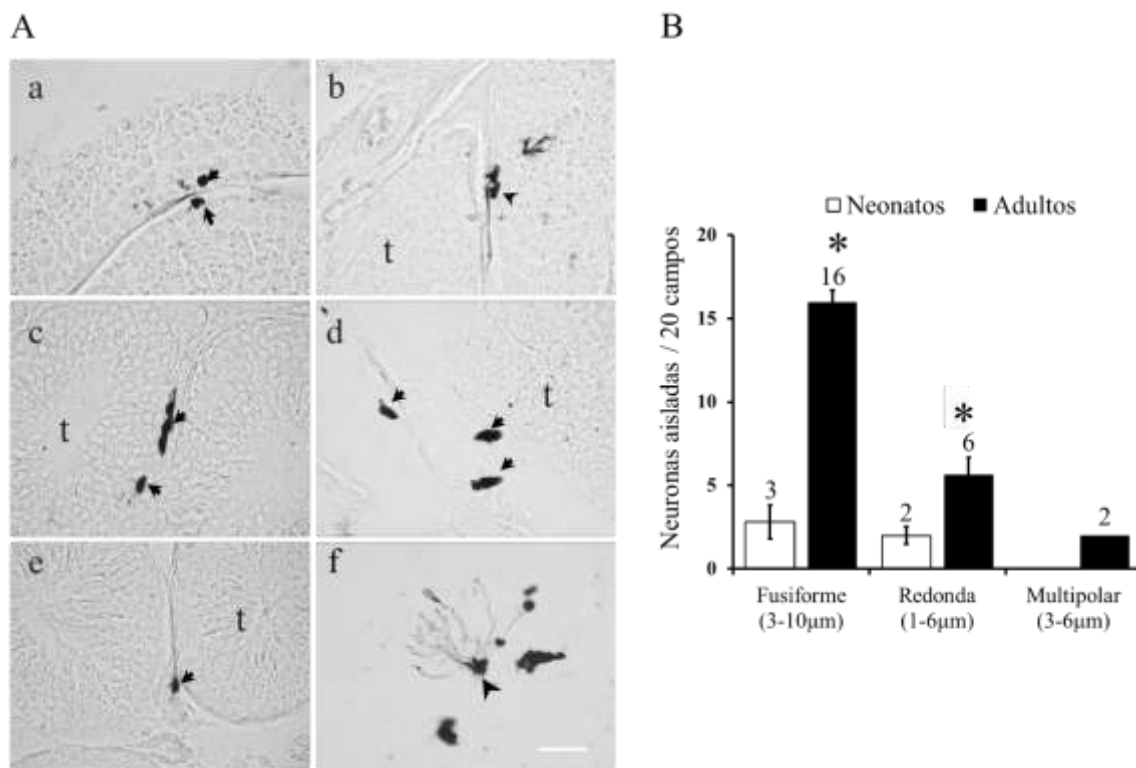 A
B
a
b
t
c
t
d
t
e
t
f
□ Neonatos ■ Adultos
Neuronas aisladas / 20 campos
20
15
10
5
0
*
16
*
6
3
2
2
Fusiforme
(3-10µm)
Redonda
(1-6µm)
Multipolar
(3-6µm)